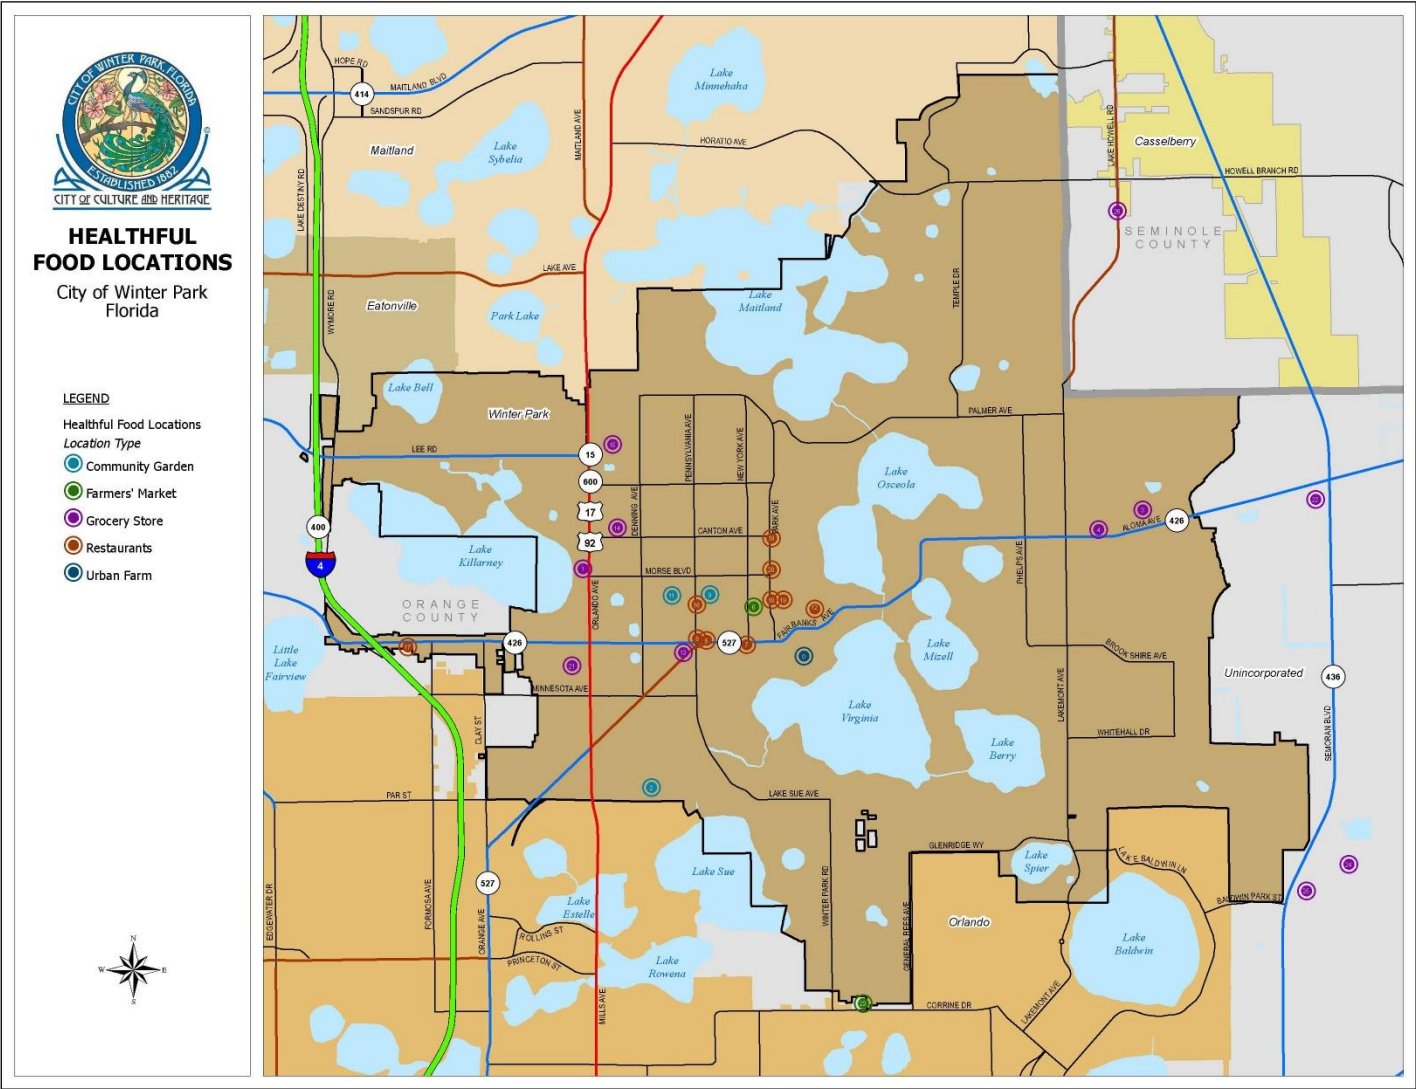 CITY OF WINTER PARK, FLORIDA
ESTABLISHED 1882
CITY OF CULTURE AND HERITAGE
HEALTHFUL
FOOD LOCATIONS
City of Winter Park
Florida
LEGEND
Healthful Food Locations
Location Type
Community Garden
Farmers' Market
Grocery Store
Restaurants
Urban Farm
N
W
E
S
HOPE RD
MAITLAND BLVD
414
SANDSPUR RD
Maitland
LAKE DESTINY RD
MAITLAND AVE
Lake
Minnehaha
Lake
Sybelia
HORATIO AVE
LAKE HOWELL RD
Casselberry
HOWELL BRANCH RD
SEMINOLE
COUNTY
LAKE AVE
WYMORE RD
Eatonville
Park Lake
Lake
Maitland
TEMPLE DR
Lake Bell
Winter Park
PALMER AVE
LEE RD
15
600
17
92
PENNSYLVANIA AVE
NEW YORK AVE
DENNING AVE
PARK AVE
CANTON AVE
Lake
Osceola
ALOMA AVE
426
400
4
Lake
Killarney
MORSE BLVD
PHELPS AVE
ORANGE
COUNTY
ORLANDO AVE
FAIRBANKS AVE
426
527
Little
Lake
Fairview
Lake
Mizell
BROOKSHIRE AVE
Unincorporated
436
MINNESOTA AVE
LAKEMONT AVE
Lake
Virginia
CLAY ST
Lake
Berry
WHITEHALL DR
SEMORAN BLVD
PAR ST
LAKE SUE AVE
GLENRIDGE WY
Lake
Spier
LAKE BALDWIN LN
Lake Sue
WINTER PARK RD
527
EDGEWATER DR
FORMOSA AVE
ORANGE AVE
Lake
Estelle
ROLLINS ST
PRINCETON ST
GENERAL REES AVE
Orlando
BALDWIN PARK ST
Lake
Baldwin
Lake
Rowena
MILLS AVE
CORRINE DR
LAKEMONT AVE